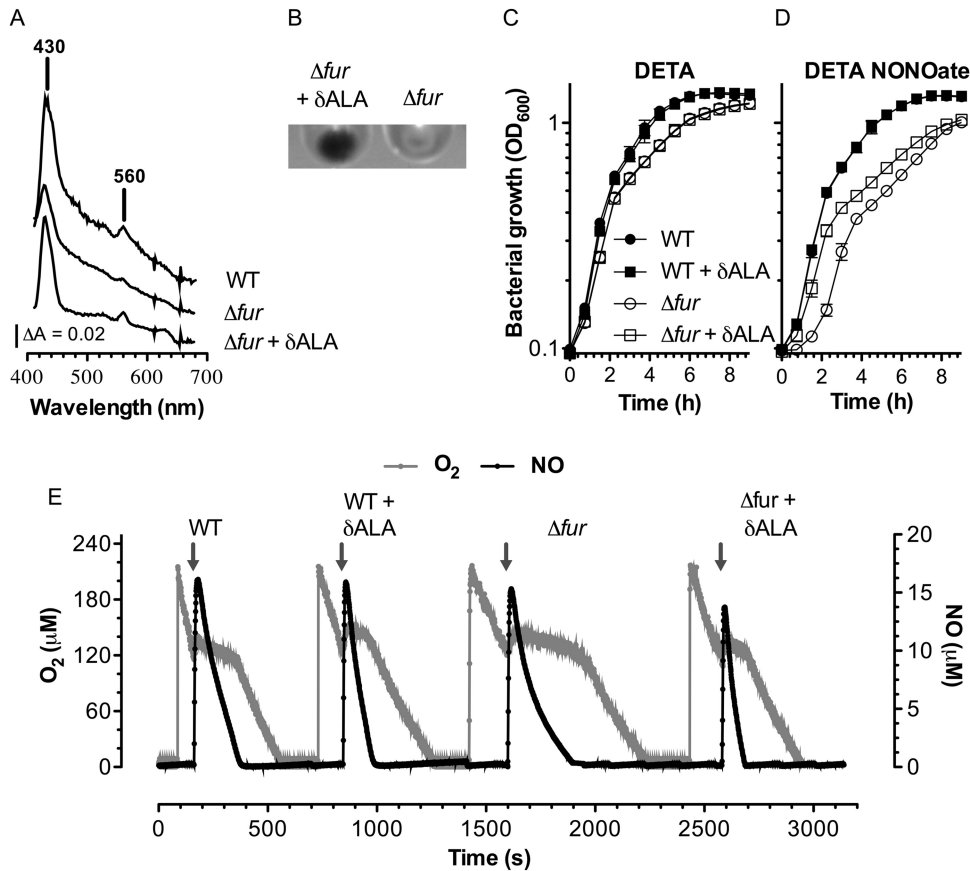 A
430
560
WT
Δfur
Δfur + δALA
ΔA = 0.02
400 500 600 700
Wavelength (nm)
B
Δfur
+ δALA
Δfur
C
DETA
Bacterial growth (OD600)
1
0.1
WT
WT + δALA
Δfur
Δfur + δALA
0 2 4 6 8
Time (h)
D
DETA NONOate
0 2 4 6 8
Time (h)
O2 NO
E
WT
WT +
δALA
Δfur
Δfur +
δALA
O2 (μM)
240
180
120
60
0
20
15
10
5
0
NO (μM)
0 500 1000 1500 2000 2500 3000
Time (s)